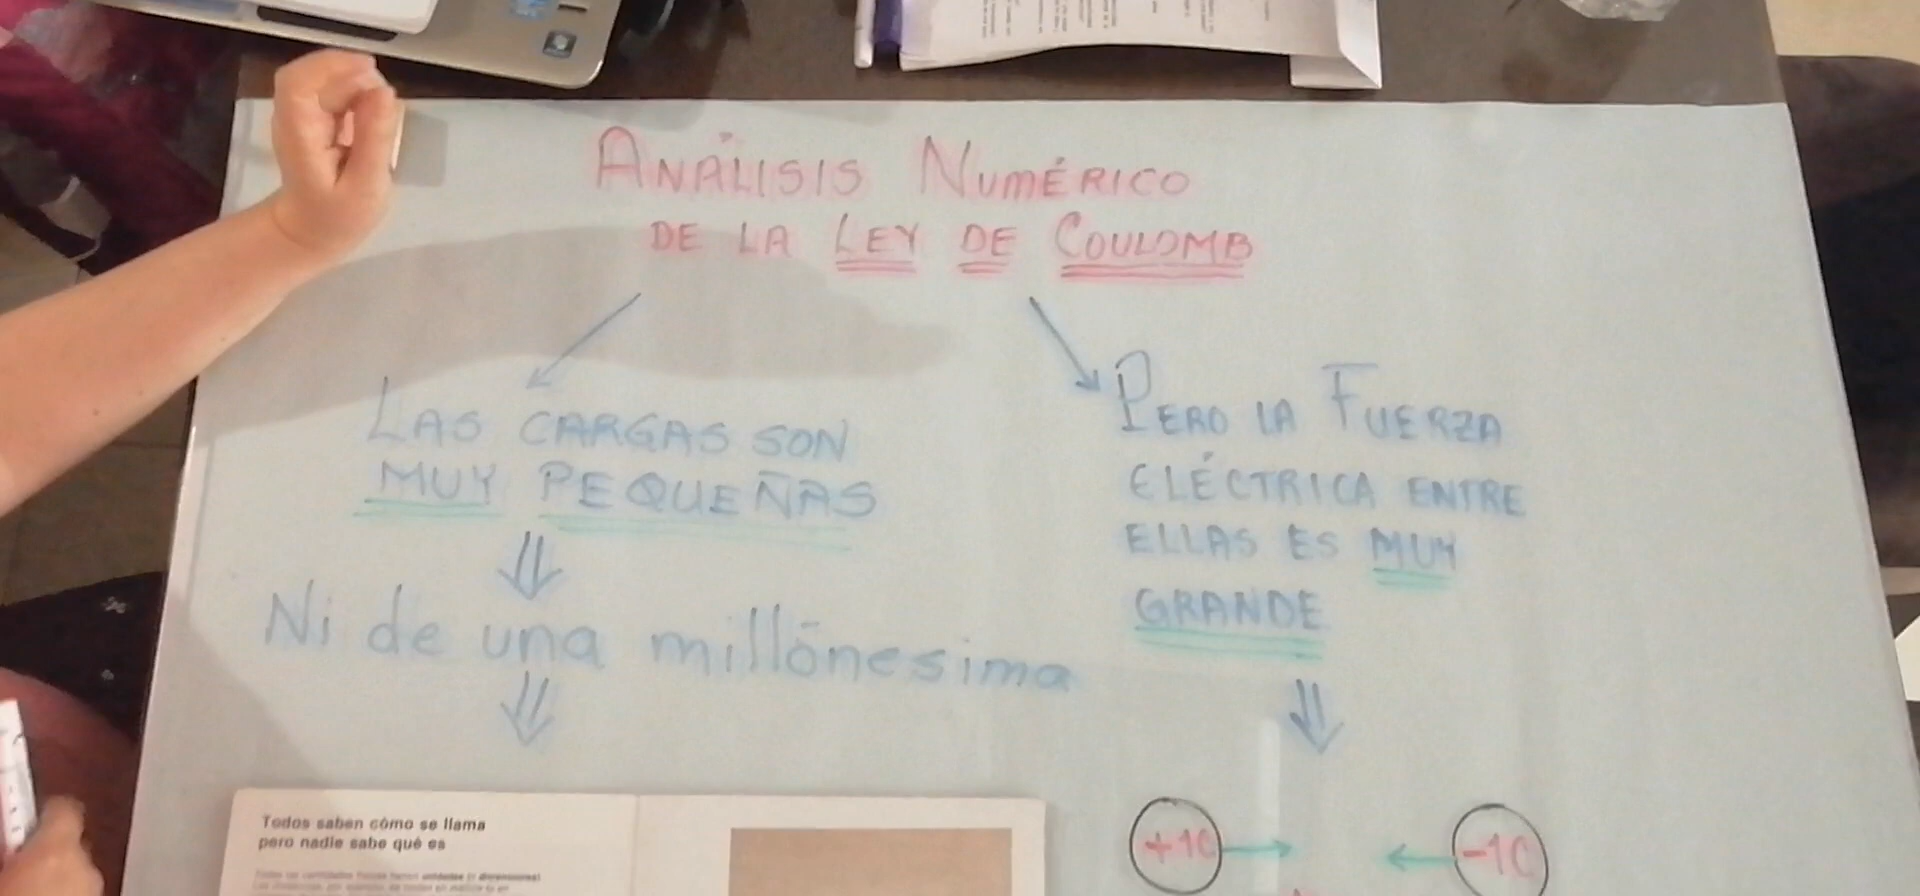 ANÁLISIS NUMÉRICO
DE LA LEY DE COULOMB
LAS CARGAS SON
MUY PEQUEÑAS
Ni de una millónesima
PERO LA FUERZA
ELÉCTRICA ENTRE
ELLAS ES MUY
GRANDE
+1C
-1C
Todos saben cómo se llama
pero nadie sabe qué es